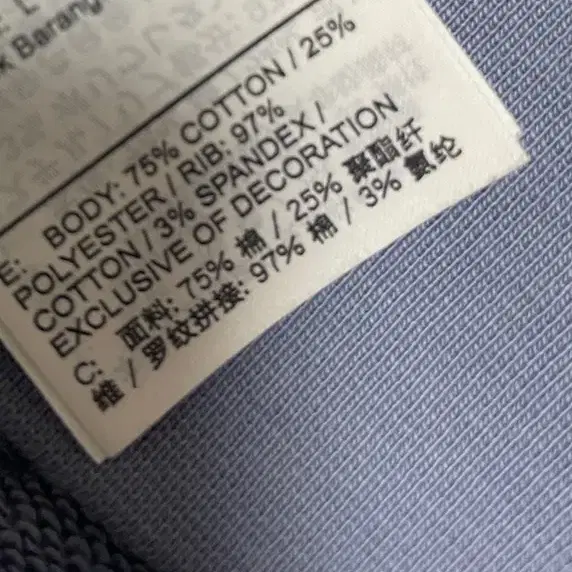 Barang
E: BODY: 75% COTTON / 25%
POLYESTER / RIB: 97%
COTTON / 3% SPANDEX /
EXCLUSIVE OF DECORATION
C: 面料: 75% 棉 / 25% 聚酯纤
维 / 罗纹拼接: 97% 棉 / 3% 氨纶